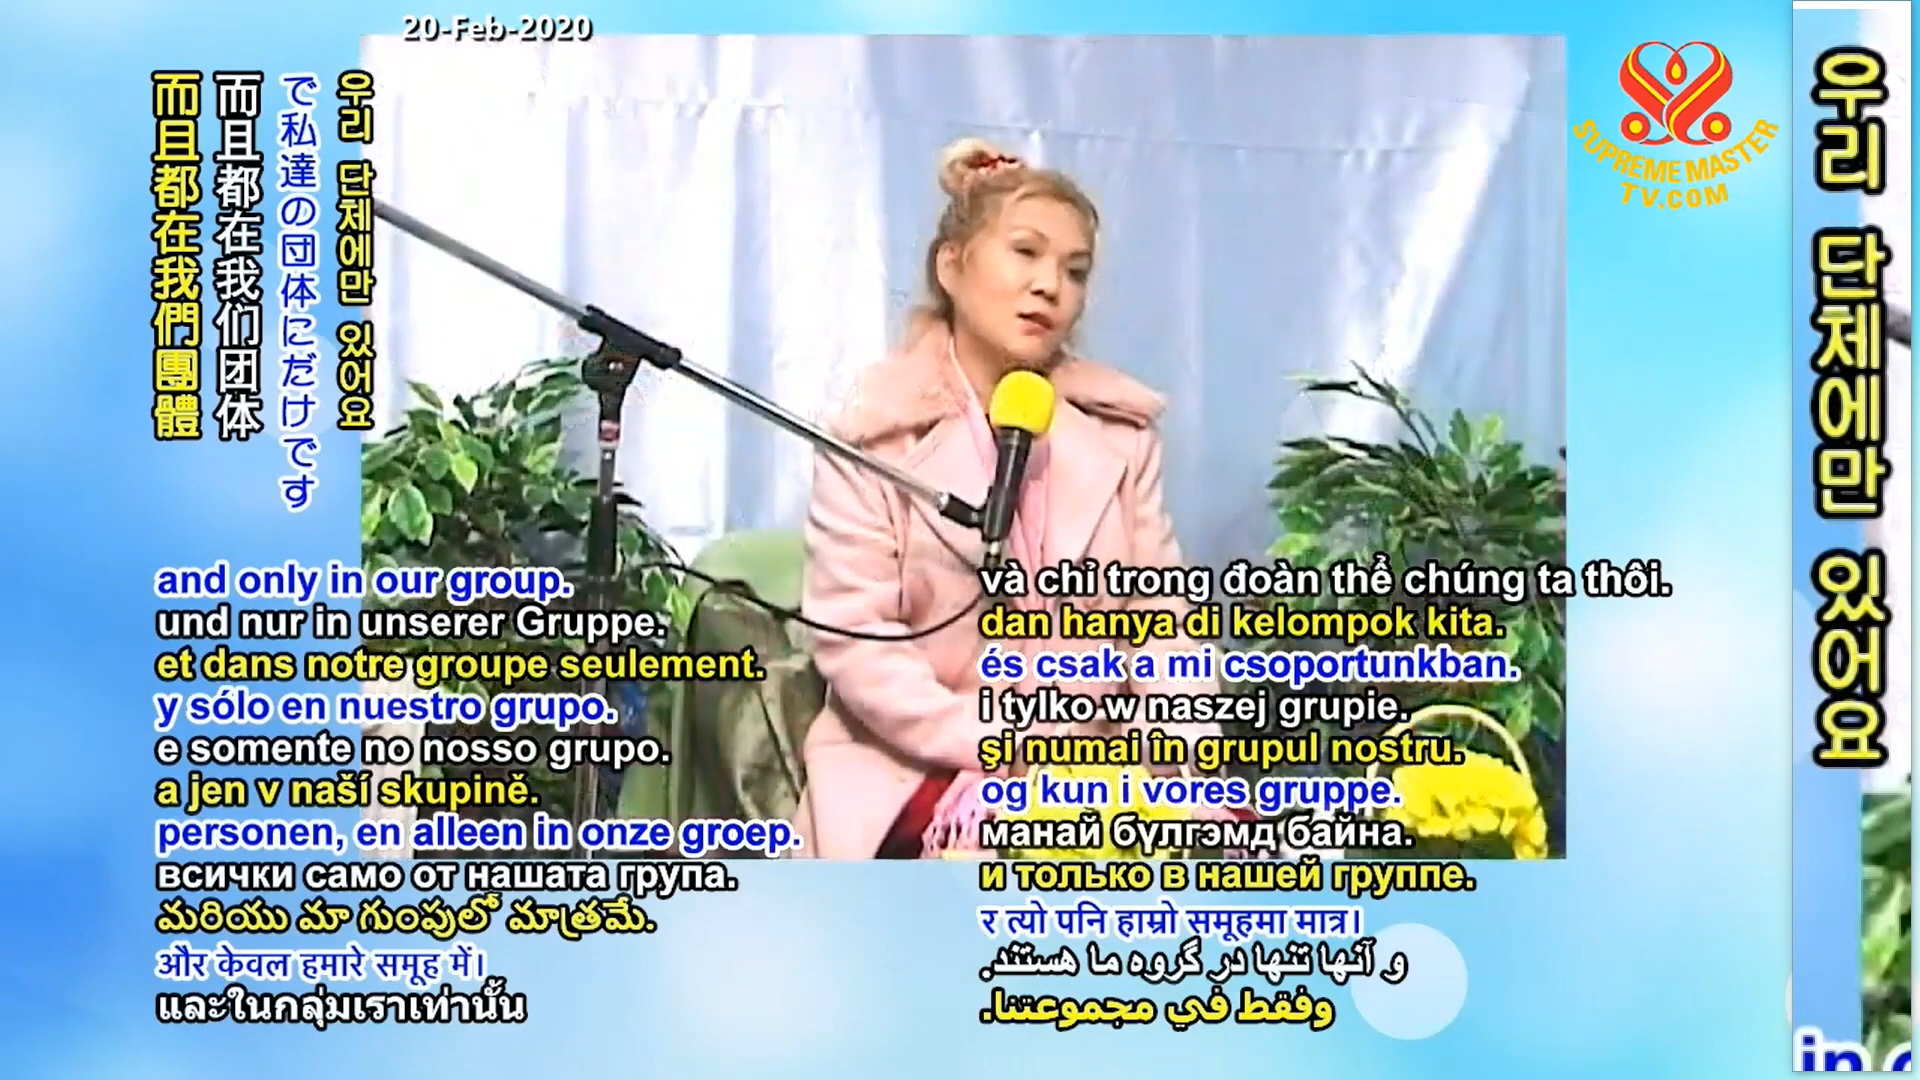 20-Feb-2020
SUPREME MASTER
TV.COM
而且都在我們團體
而且都在我们团体
で私達の団体にだけです
우리 단체에만 있어요
and only in our group.
und nur in unserer Gruppe.
et dans notre groupe seulement.
y sólo en nuestro grupo.
e somente no nosso grupo.
a jen v naší skupině.
personen, en alleen in onze groep.
всички само от нашата група.
మరియు మా గుంపులో మాత్రమే.
और केवल हमारे समूह में।
และในกลุ่มเราเท่านั้น
và chỉ trong đoàn thể chúng ta thôi.
dan hanya di kelompok kita.
és csak a mi csoportunkban.
i tylko w naszej grupie.
şi numai în grupul nostru.
og kun i vores gruppe.
манай бүлгэмд байна.
и только в нашей группе.
र त्यो पनि हाम्रो समूहमा मात्र।
و آنها تنها در گروه ما هستند.
وفقط في مجموعتنا.
우리 단체에만 있어요
in